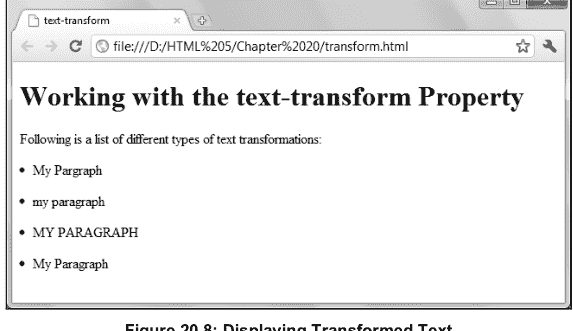 text-transform
file:///D:/HTML%205/Chapter%2020/transform.html
Working with the text-transform Property
Following is a list of different types of text transformations:
• My Pargraph
• my paragraph
• MY PARAGRAPH
• My Paragraph
Figure 20.8: Displaying Transformed Text